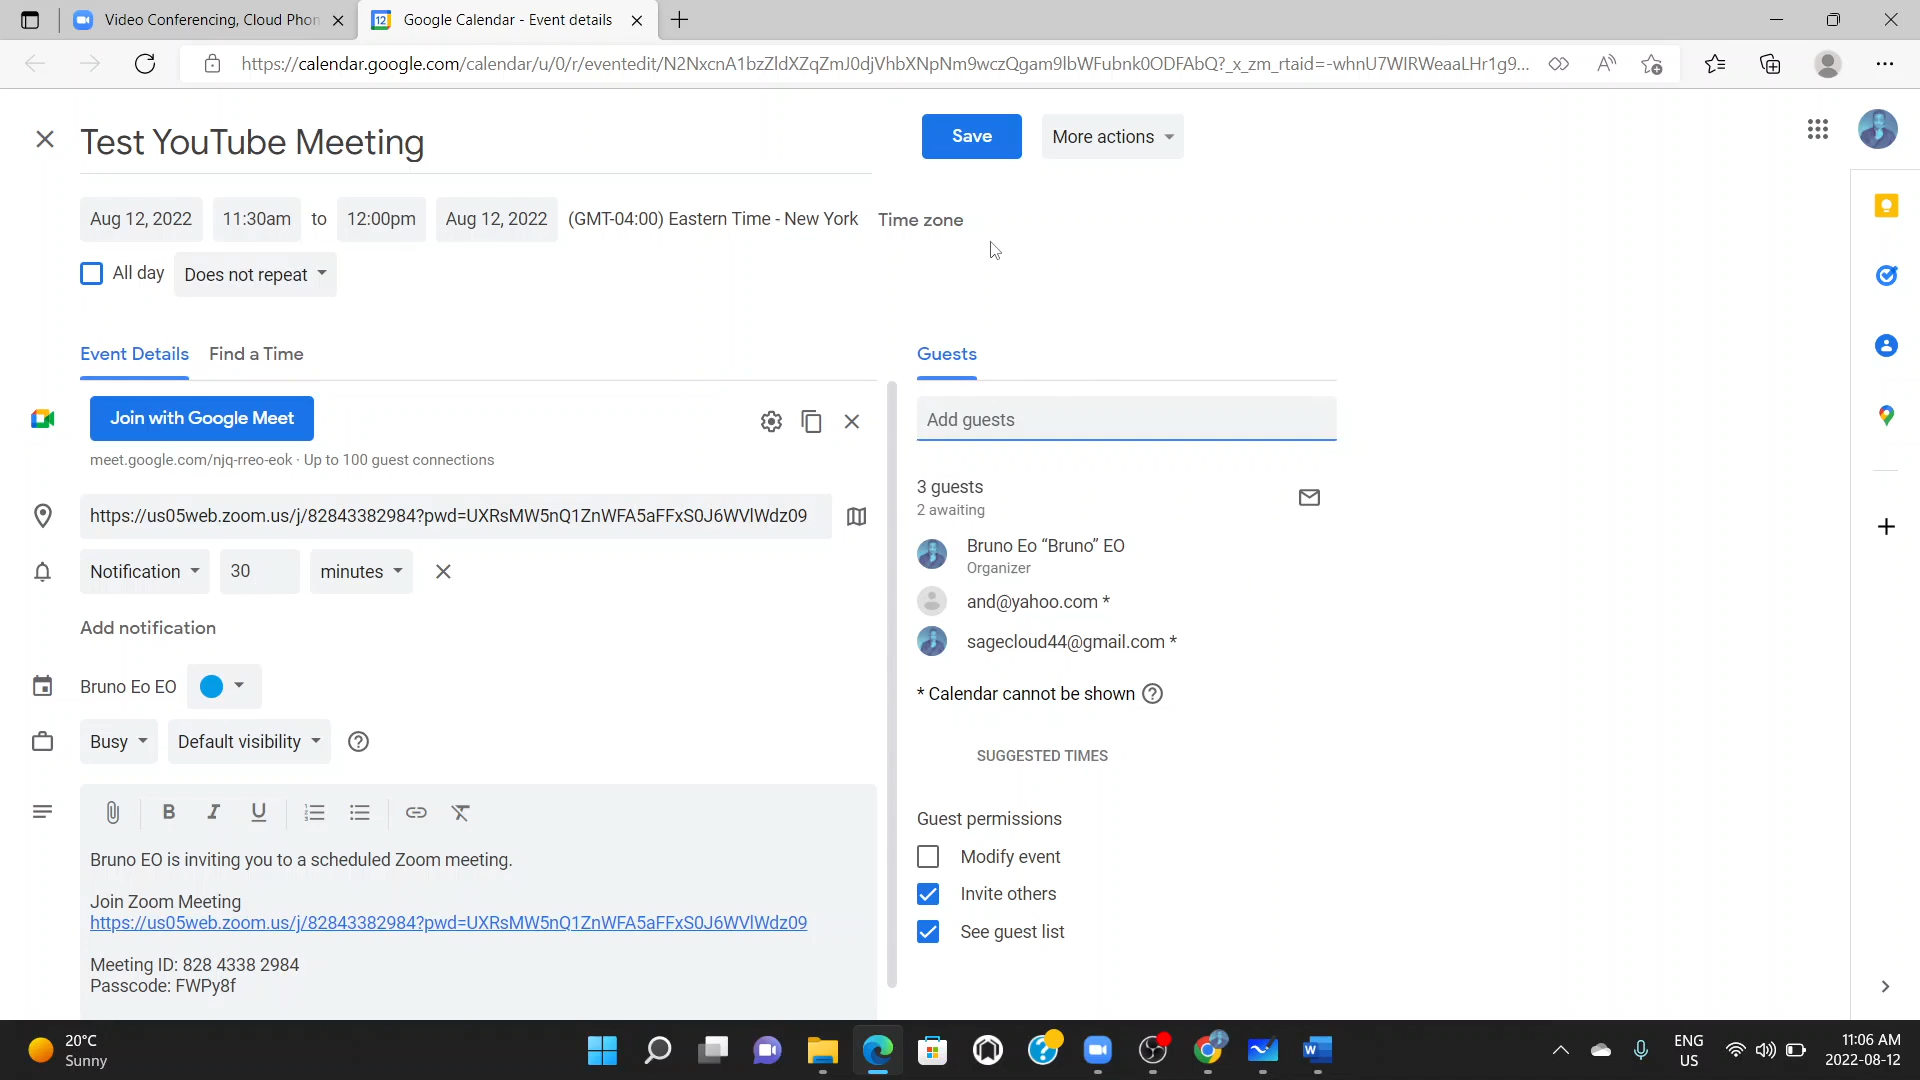 Video Conferencing, Cloud Phon
Google Calendar - Event details
https://calendar.google.com/calendar/u/0/r/eventedit/N2NxcnA1bzZldXZqZmJ0djVhbXNpNm9wczQgam9lbWFubnk0ODFAbQ?_x_zm_rtaid=-whnU7WIRWeaaLHr1g9...
Test YouTube Meeting
Save
More actions
Aug 12, 2022 11:30am to 12:00pm Aug 12, 2022 (GMT-04:00) Eastern Time - New York Time zone
All day Does not repeat
Event Details Find a Time
Guests
Join with Google Meet
meet.google.com/njq-rreo-eok · Up to 100 guest connections
https://us05web.zoom.us/j/82843382984?pwd=UXRsMW5nQ1ZnWFA5aFFxS0J6WVlWdz09
Notification 30 minutes
Add notification
Bruno Eo EO
Busy Default visibility
Bruno EO is inviting you to a scheduled Zoom meeting.
Join Zoom Meeting
https://us05web.zoom.us/j/82843382984?pwd=UXRsMW5nQ1ZnWFA5aFFxS0J6WVlWdz09
Meeting ID: 828 4338 2984
Passcode: FWPy8f
Add guests
3 guests
2 awaiting
Bruno Eo “Bruno” EO
Organizer
and@yahoo.com *
sagecloud44@gmail.com *
* Calendar cannot be shown
SUGGESTED TIMES
Guest permissions
Modify event
Invite others
See guest list
20°C
Sunny
ENG
US
11:06 AM
2022-08-12